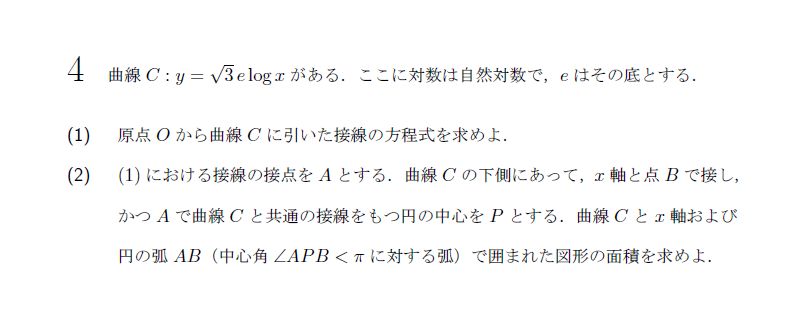 4 曲線 C : y = √3 e log x がある．ここに対数は自然対数で，e はその底とする．
(1) 原点 O から曲線 C に引いた接線の方程式を求めよ．
(2) (1) における接線の接点を A とする．曲線 C の下側にあって，x 軸と点 B で接し，
かつ A で曲線 C と共通の接線をもつ円の中心を P とする．曲線 C と x 軸および
円の弧 AB（中心角 ∠APB < π に対する弧）で囲まれた図形の面積を求めよ．